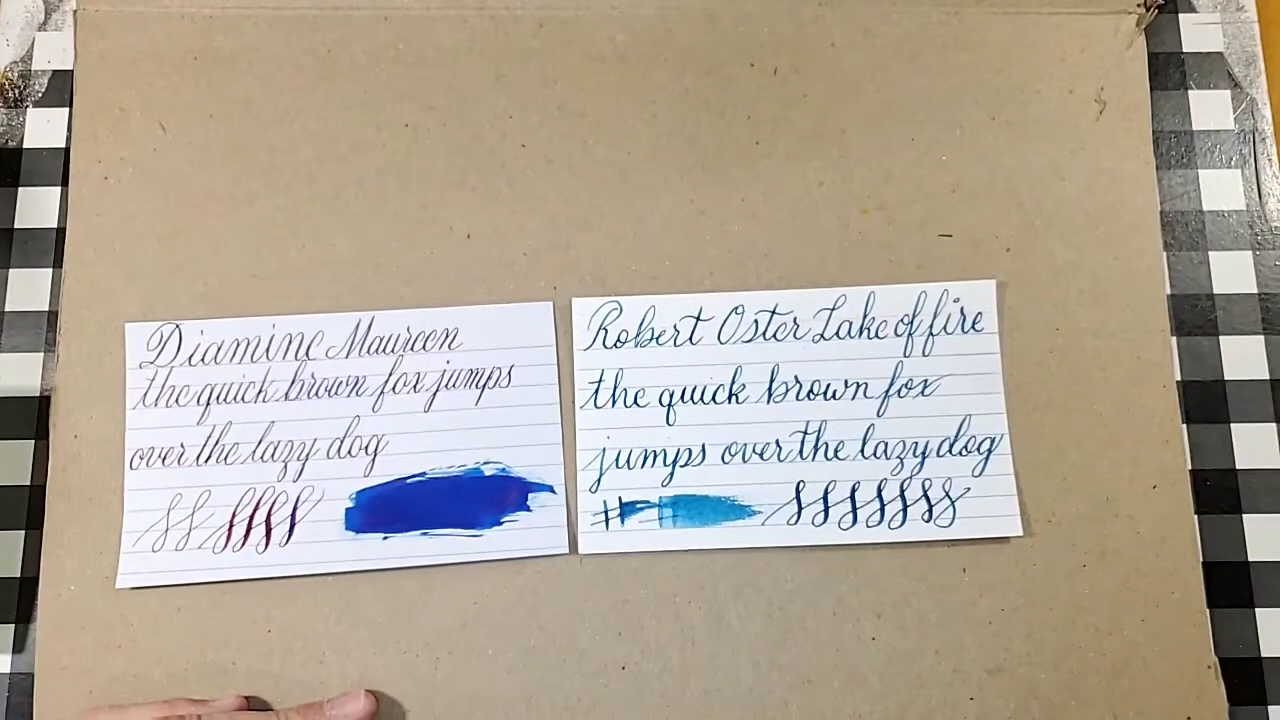 Diamine Maureen
the quick brown fox jumps
over the lazy dog
Robert Oster Lake of fire
the quick brown fox
jumps over the lazy dog